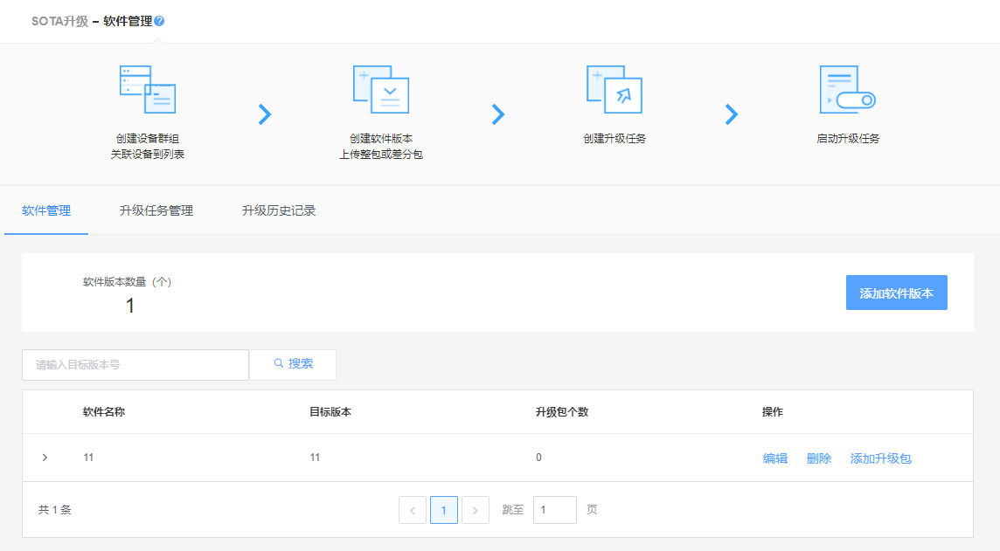 SOTA升级 – 软件管理?
创建设备群组
关联设备到列表
创建软件版本
上传整包或差分包
创建升级任务
启动升级任务
软件管理 升级任务管理 升级历史记录
软件版本数量（个）
1
添加软件版本
请输入目标版本号 搜索
软件名称 目标版本 升级包个数 操作
11 11 0 编辑 删除 添加升级包
共 1 条 < 1 > 跳至 1 页